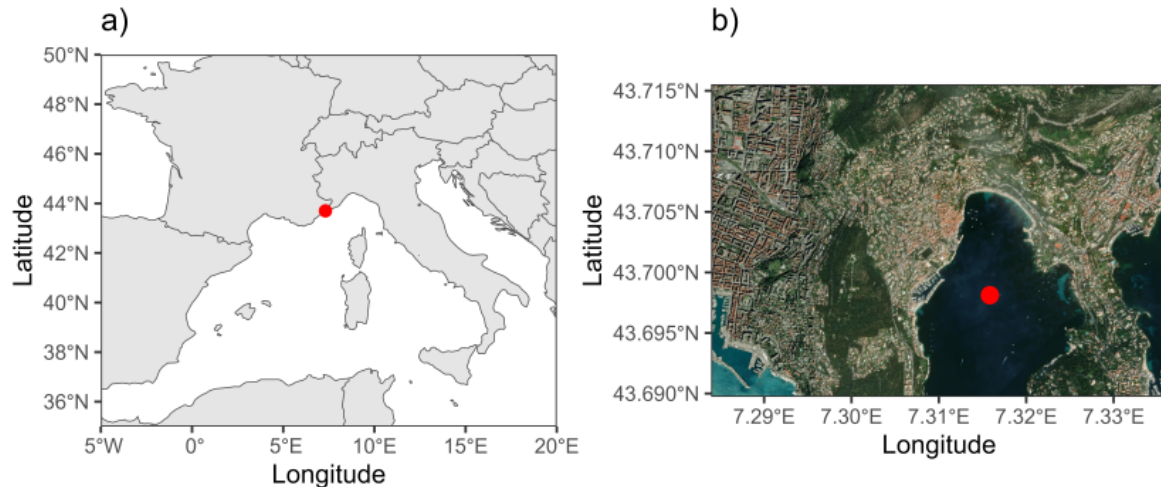 a)
50°N
48°N
46°N
44°N
42°N
40°N
38°N
36°N
Latitude
5°W 0° 5°E 10°E 15°E 20°E
Longitude
b)
43.715°N
43.710°N
43.705°N
43.700°N
43.695°N
43.690°N
Latitude
7.29°E 7.30°E 7.31°E 7.32°E 7.33°E
Longitude